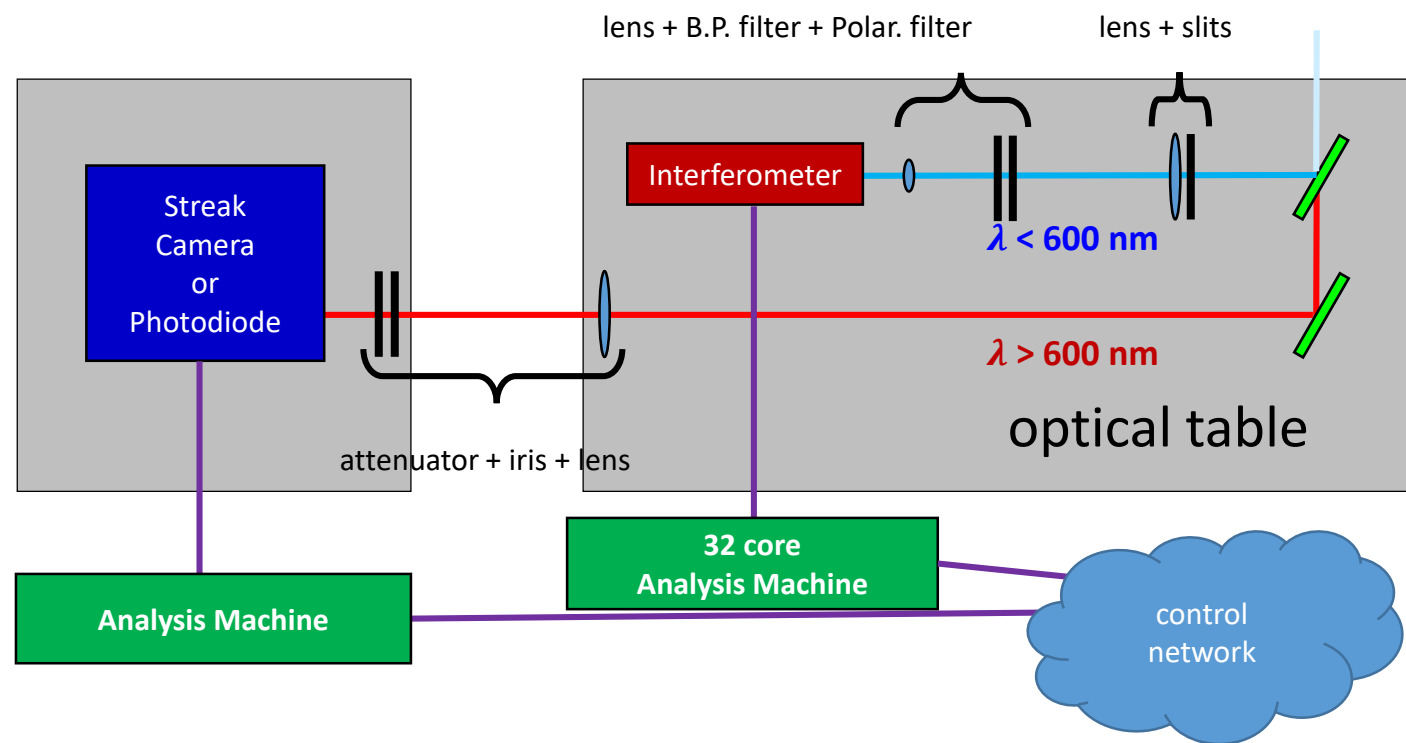 lens + B.P. filter + Polar. filter
lens + slits
Interferometer
Streak
Camera
or
Photodiode
λ < 600 nm
λ > 600 nm
optical table
attenuator + iris + lens
32 core
Analysis Machine
Analysis Machine
control
network